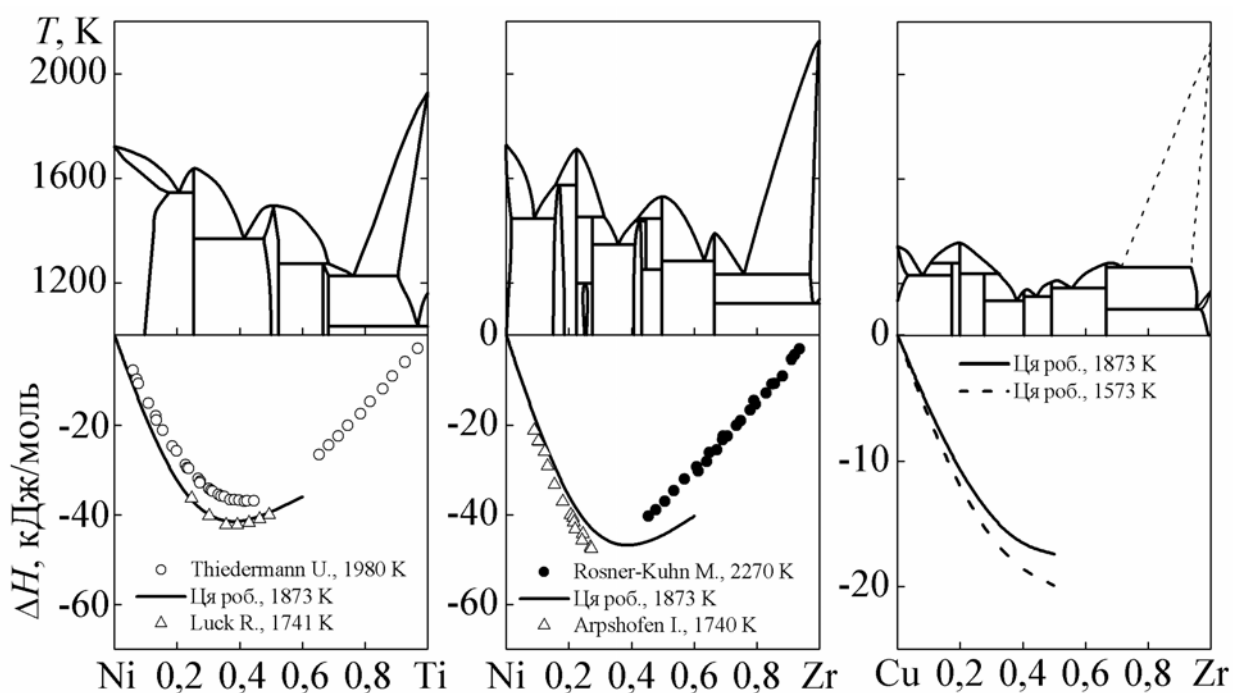 T, K
2000
1600
1200
0
0
0
-20
-40
-60
-20
-40
-60
-10
-20
ΔH, кДж/моль
Thiedermann U., 1980 K
Ця роб., 1873 K
Luck R., 1741 K
Rosner-Kuhn M., 2270 K
Ця роб., 1873 K
Arpshofen I., 1740 K
Ця роб., 1873 K
Ця роб., 1573 K
Ni 0,2 0,4 0,6 0,8 Ti
Ni 0,2 0,4 0,6 0,8 Zr
Cu 0,2 0,4 0,6 0,8 Zr